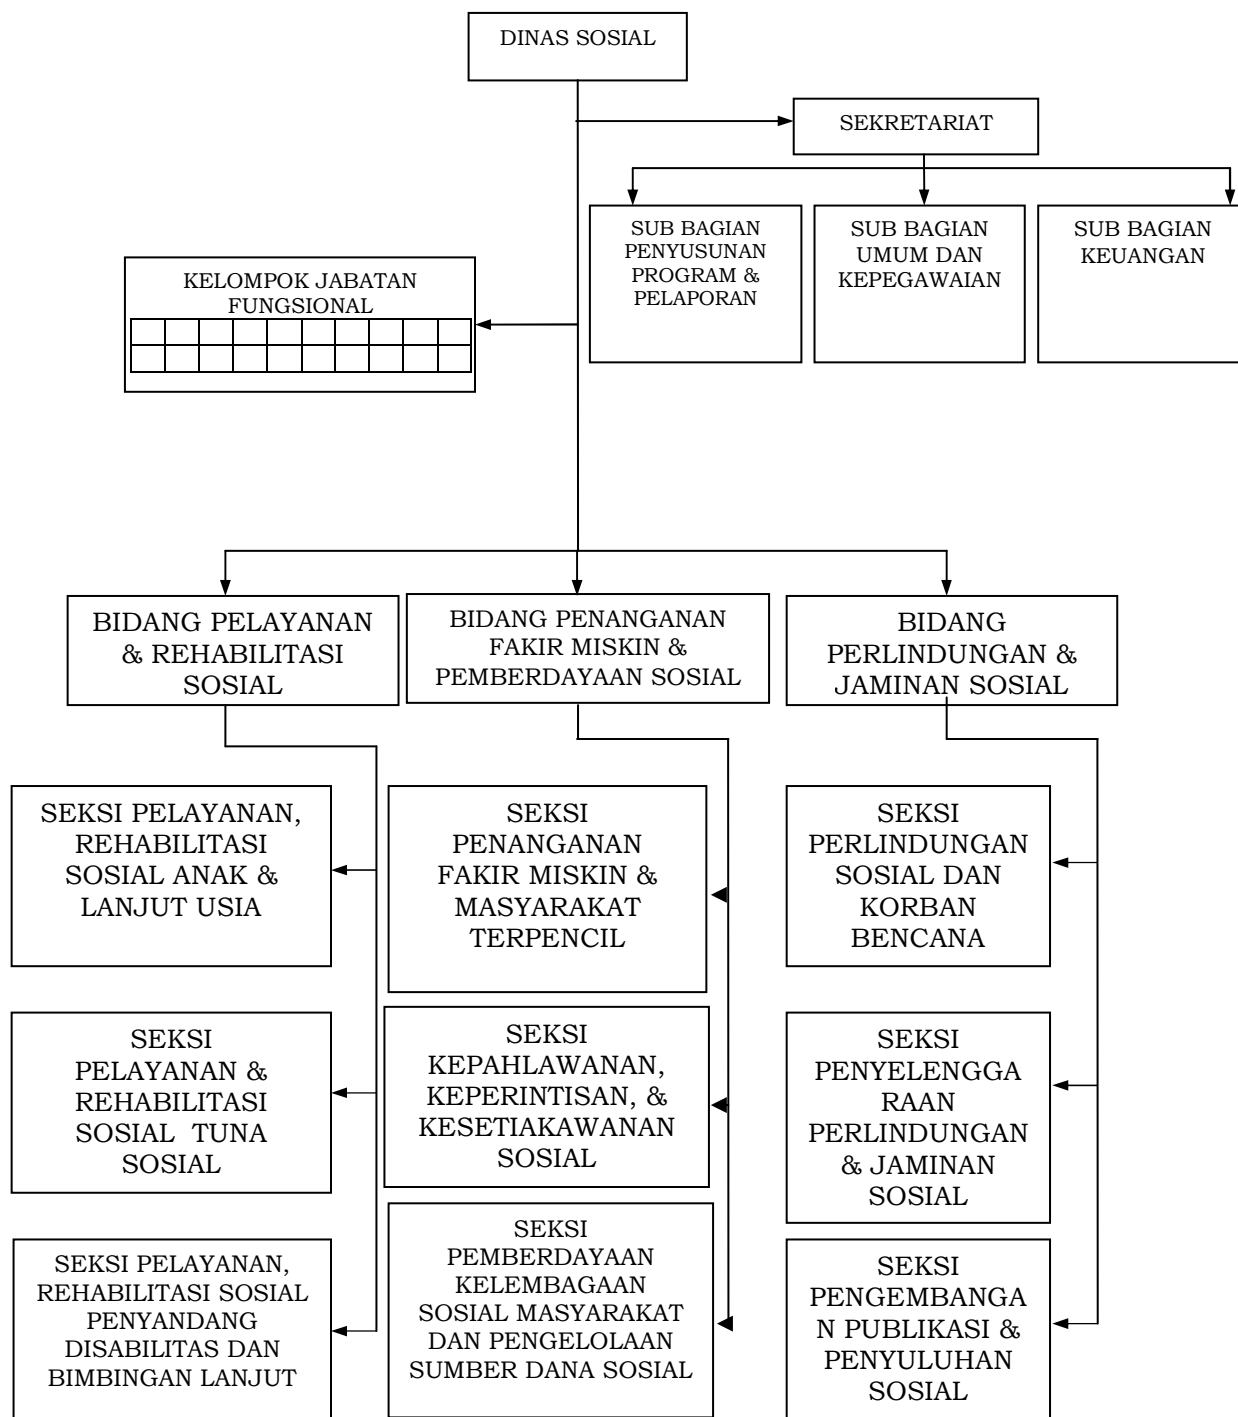 DINAS SOSIAL
SEKRETARIAT
SUB BAGIAN
PENYUSUNAN
PROGRAM &
PELAPORAN
SUB BAGIAN
UMUM DAN
KEPEGAWAIAN
SUB BAGIAN
KEUANGAN
KELOMPOK JABATAN
FUNGSIONAL
BIDANG PELAYANAN
& REHABILITASI
SOSIAL
BIDANG PENANGANAN
FAKIR MISKIN &
PEMBERDAYAAN SOSIAL
BIDANG
PERLINDUNGAN &
JAMINAN SOSIAL
SEKSI PELAYANAN,
REHABILITASI
SOSIAL ANAK &
LANJUT USIA
SEKSI
PENANGANAN
FAKIR MISKIN &
MASYARAKAT
TERPENCIL
SEKSI
PERLINDUNGAN
SOSIAL DAN
KORBAN
BENCANA
SEKSI
PELAYANAN &
REHABILITASI
SOSIAL TUNA
SOSIAL
SEKSI
KEPAHLAWANAN,
KEPERINTISAN, &
KESETIAKAWANAN
SOSIAL
SEKSI
PENYELENGGA
RAAN
PERLINDUNGAN
& JAMINAN
SOSIAL
SEKSI PELAYANAN,
REHABILITASI SOSIAL
PENYANDANG
DISABILITAS DAN
BIMBINGAN LANJUT
SEKSI
PEMBERDAYAAN
KELEMBAGAAN
SOSIAL MASYARAKAT
DAN PENGELOLAAN
SUMBER DANA SOSIAL
SEKSI
PENGEMBANGA
N PUBLIKASI &
PENYULUHAN
SOSIAL